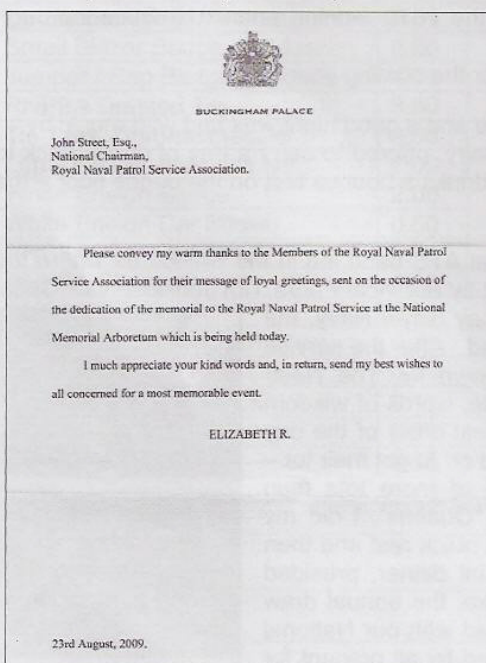 BUCKINGHAM PALACE
John Street, Esq.,
National Chairman,
Royal Naval Patrol Service Association.
Please convey my warm thanks to the Members of the Royal Naval Patrol
Service Association for their message of loyal greetings, sent on the occasion of
the dedication of the memorial to the Royal Naval Patrol Service at the National
Memorial Arboretum which is being held today.
I much appreciate your kind words and, in return, send my best wishes to
all concerned for a most memorable event.
ELIZABETH R.
23rd August, 2009.